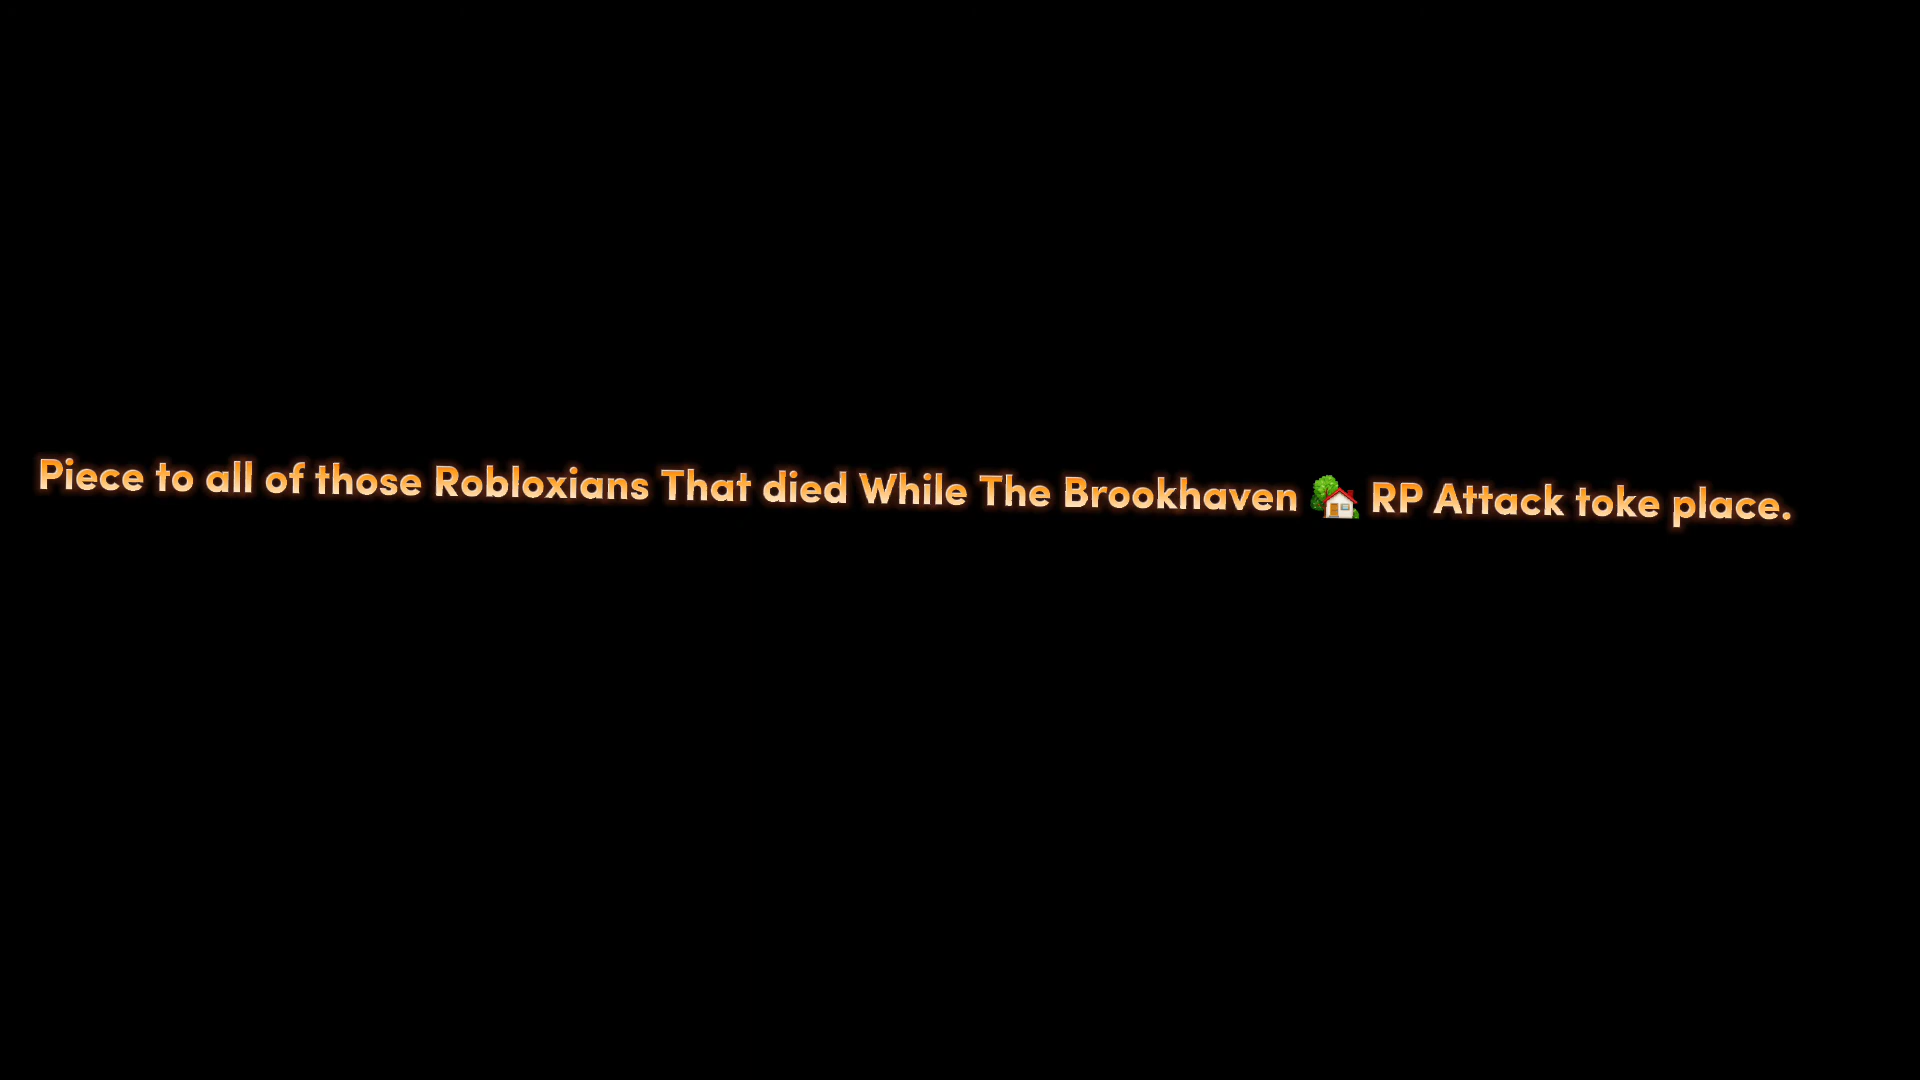 Piece to all of those Robloxians That died While The Brookhaven 🏡 RP Attack toke place.